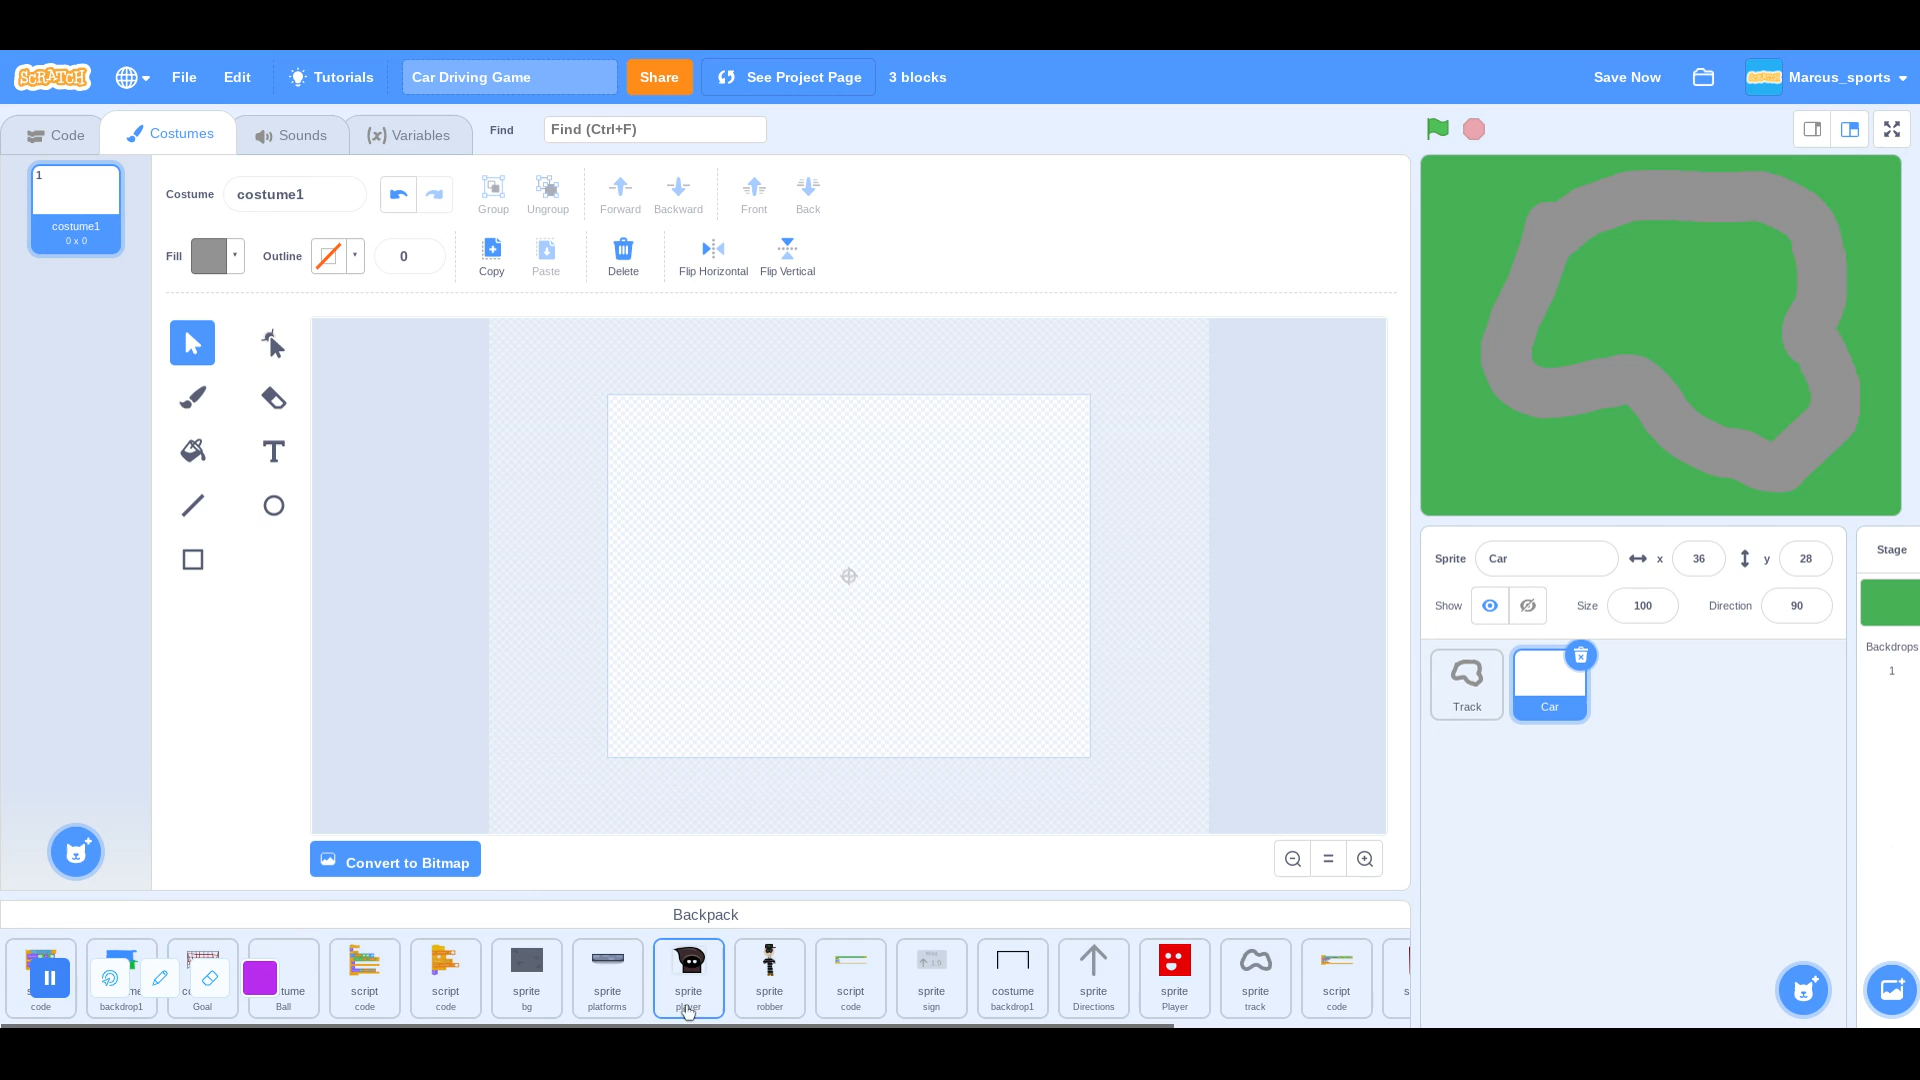 SCRATCH File Edit Tutorials Car Driving Game Share See Project Page 3 blocks Save Now Marcus_sports
Code Costumes Sounds (x) Variables Find Find (Ctrl+F)
1
costume1
0 x 0
Costume costume1 Group Ungroup Forward Backward Front Back
Fill Outline 0 Copy Paste Delete Flip Horizontal Flip Vertical
T
Convert to Bitmap
Sprite Car x 36 y 28
Show Size 100 Direction 90
Track Car
Stage
Backdrops
1
Backpack
script script sprite sprite sprite sprite script sprite costume sprite sprite sprite script
code backdrop1 Goal Ball code code bg platforms player robber code sign backdrop1 Directions Player track code